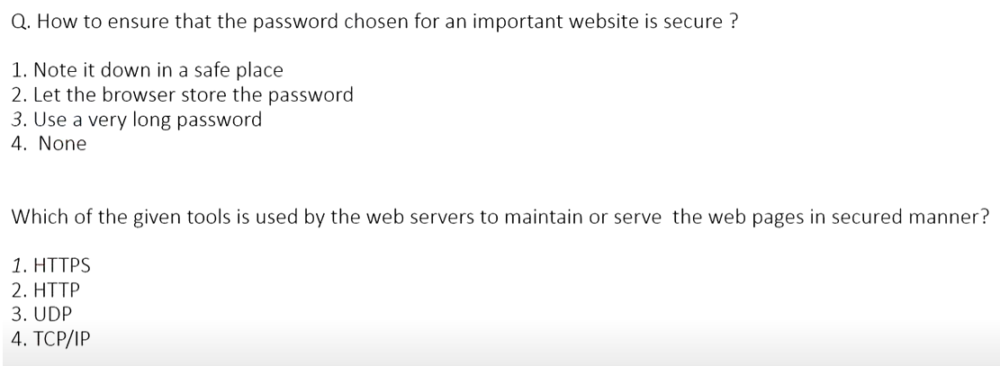 Q. How to ensure that the password chosen for an important website is secure ?
1. Note it down in a safe place
2. Let the browser store the password
3. Use a very long password
4. None
Which of the given tools is used by the web servers to maintain or serve the web pages in secured manner?
1. HTTPS
2. HTTP
3. UDP
4. TCP/IP